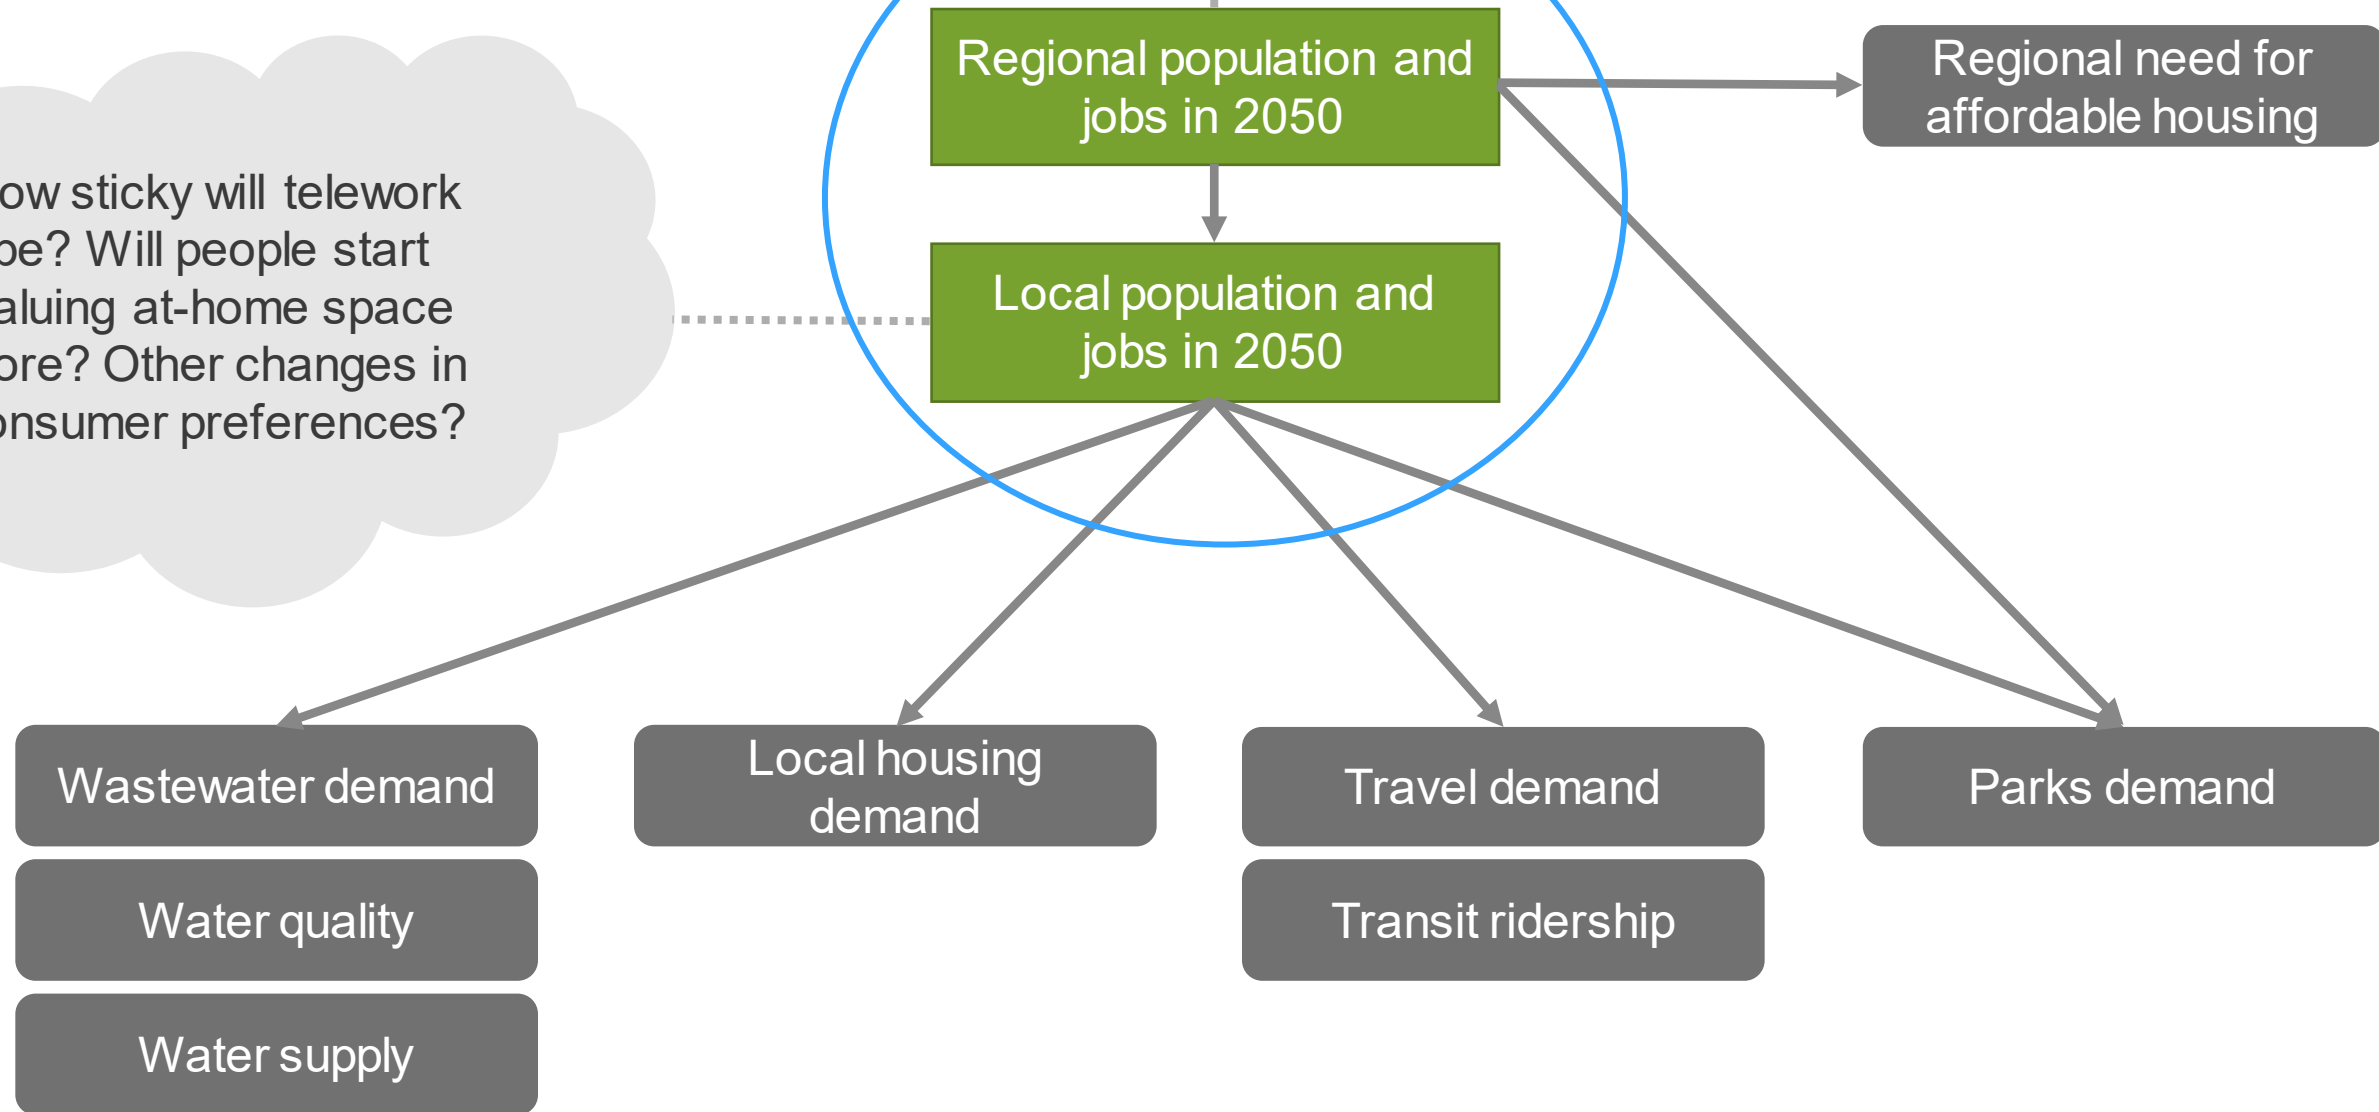 Regional population and
jobs in 2050
Regional need for
affordable housing
ow sticky will telework
be? Will people start
aluing at-home space
ore? Other changes in
onsumer preferences?
Local population and
jobs in 2050
Wastewater demand
Local housing
demand
Travel demand
Parks demand
Water quality
Transit ridership
Water supply